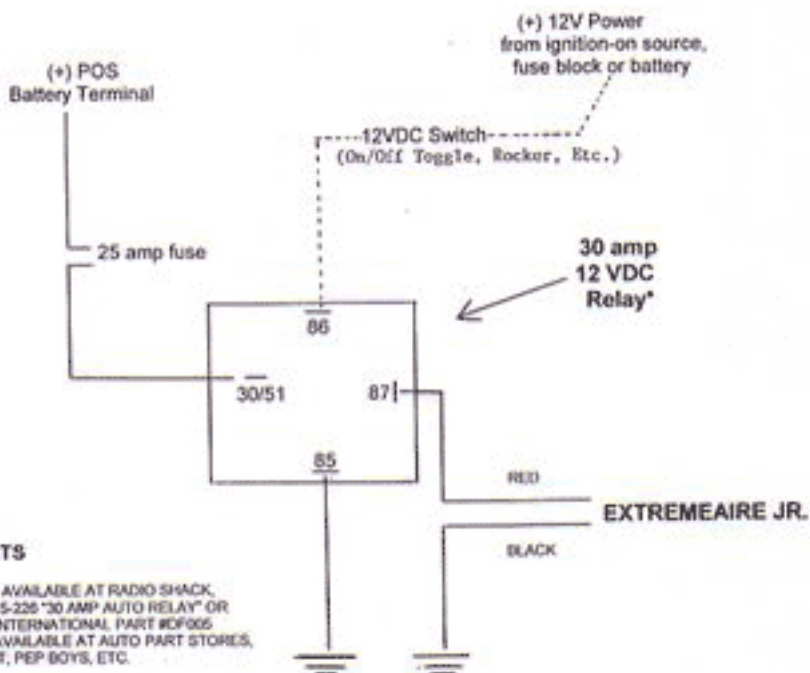 (+) 12V Power
from ignition-on source,
fuse block or battery
(+) POS
Battery Terminal
12VDC Switch
(On/Off Toggle, Rocker, Etc.)
25 amp fuse
30 amp
12 VDC
Relay*
86
30/51
87
85
RED
EXTREMEAIRE JR.
BLACK
TS
AVAILABLE AT RADIO SHACK,
5-226 "30 AMP AUTO RELAY" OR
NTERNATIONAL PART #DF005
AVAILABLE AT AUTO PART STORES,
T, PEP BOYS, ETC.